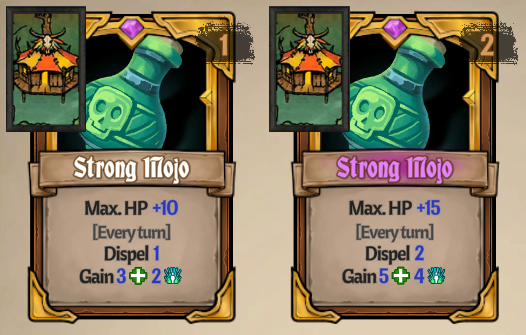 1
Strong Mojo
Max. HP +10
[Every turn]
Dispel 1
Gain 3 2
2
Strong Mojo
Max. HP +15
[Every turn]
Dispel 2
Gain 5 4